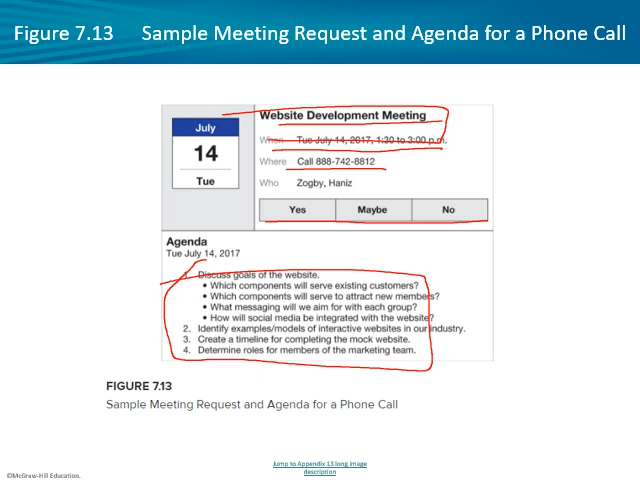 Figure 7.13 Sample Meeting Request and Agenda for a Phone Call
July
14
Tue
Website Development Meeting
When Tue July 14, 2017, 1:30 to 3:00 p.m.
Where Call 888-742-8812
Who Zogby, Haniz
Yes Maybe No
Agenda
Tue July 14, 2017
1. Discuss goals of the website.
• Which components will serve existing customers?
• Which components will serve to attract new members?
• What messaging will we aim for with each group?
• How will social media be integrated with the website?
2. Identify examples/models of interactive websites in our industry.
3. Create a timeline for completing the mock website.
4. Determine roles for members of the marketing team.
FIGURE 7.13
Sample Meeting Request and Agenda for a Phone Call
Jump to Appendix 13 long image
description
©McGraw-Hill Education.